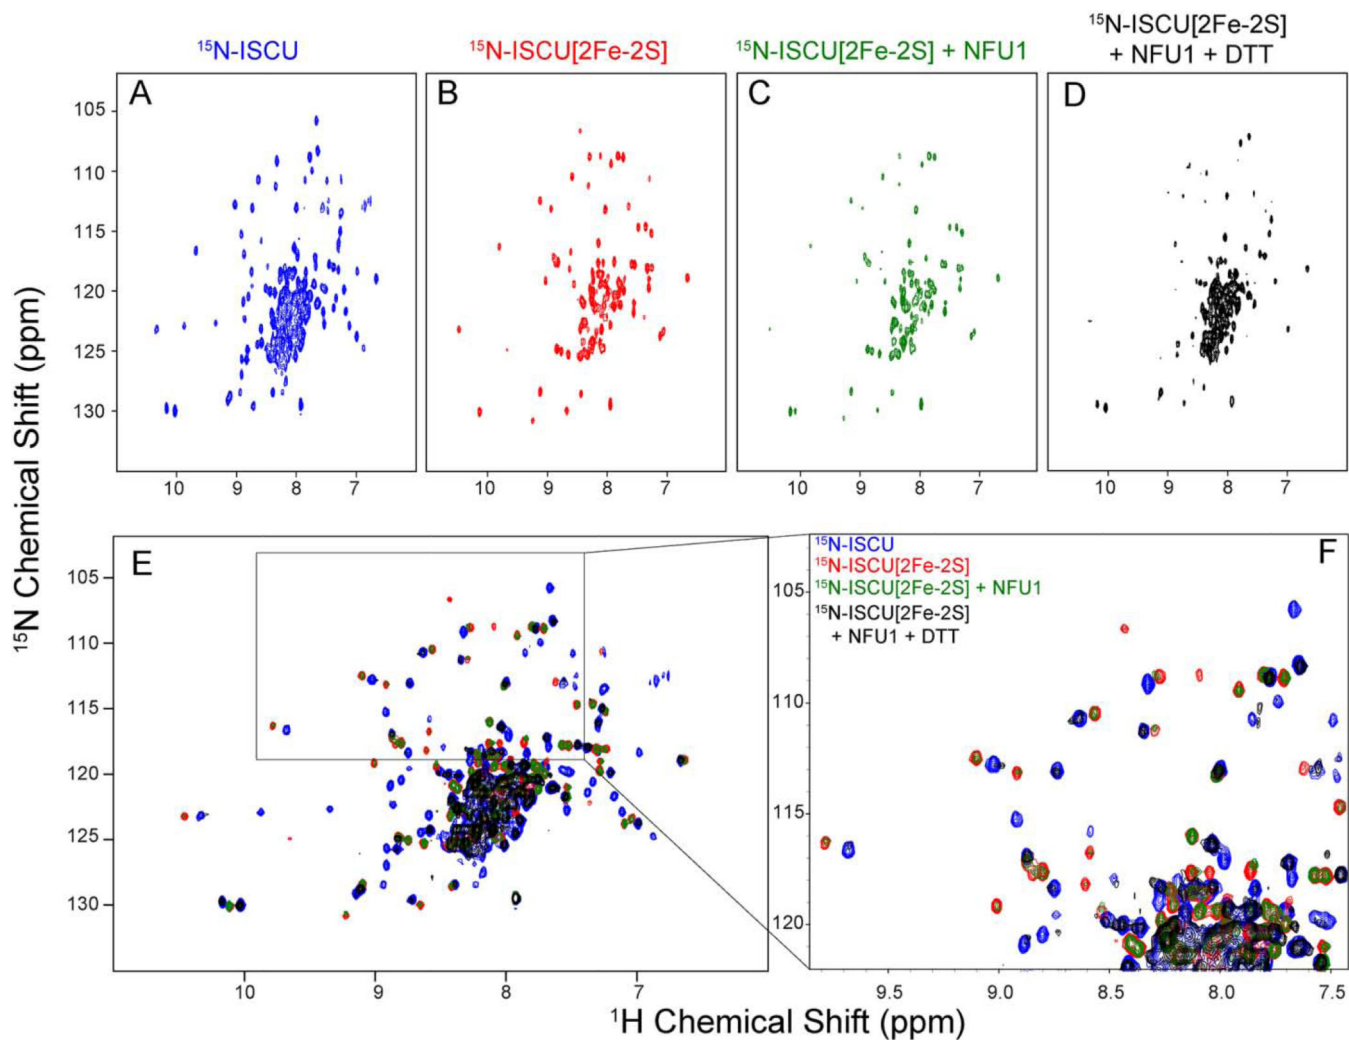 ¹⁵N-ISCU
¹⁵N-ISCU[2Fe-2S]
¹⁵N-ISCU[2Fe-2S] + NFU1
¹⁵N-ISCU[2Fe-2S]
+ NFU1 + DTT
A
B
C
D
105
110
115
120
125
130
10 9 8 7
10 9 8 7
10 9 8 7
10 9 8 7
¹⁵N Chemical Shift (ppm)
E
105
110
115
120
125
130
10 9 8 7
F
¹⁵N-ISCU
¹⁵N-ISCU[2Fe-2S]
¹⁵N-ISCU[2Fe-2S] + NFU1
¹⁵N-ISCU[2Fe-2S]
+ NFU1 + DTT
105
110
115
120
9.5 9.0 8.5 8.0 7.5
¹H Chemical Shift (ppm)